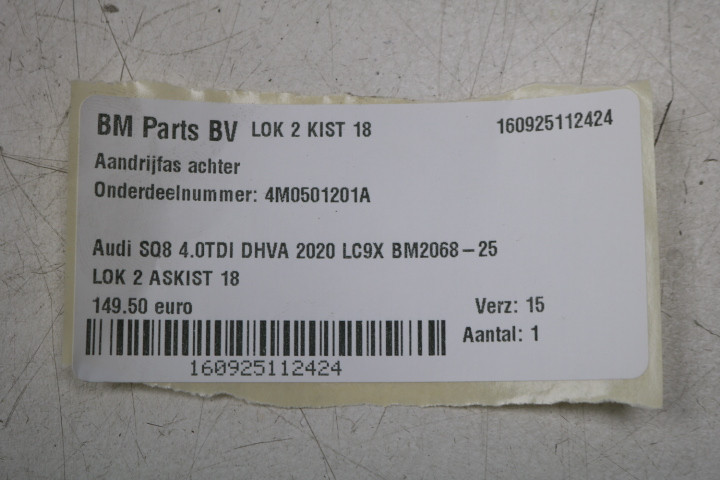 BM Parts BV LOK 2 KIST 18 160925112424
Aandrijfas achter
Onderdeelnummer: 4M0501201A
Audi SQ8 4.0TDI DHVA 2020 LC9X BM2068-25
LOK 2 ASKIST 18
149.50 euro Verz: 15
Aantal: 1
160925112424